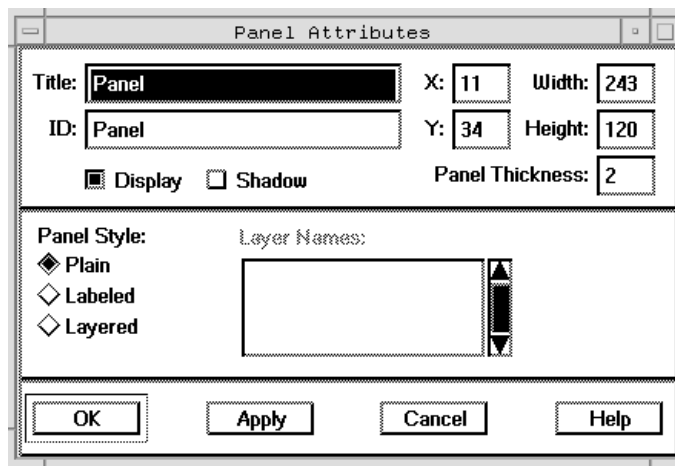 Panel Attributes
Title: Panel X: 11 Width: 243
ID: Panel Y: 34 Height: 120
Display Shadow Panel Thickness: 2
Panel Style: Layer Names:
Plain
Labeled
Layered
OK Apply Cancel Help